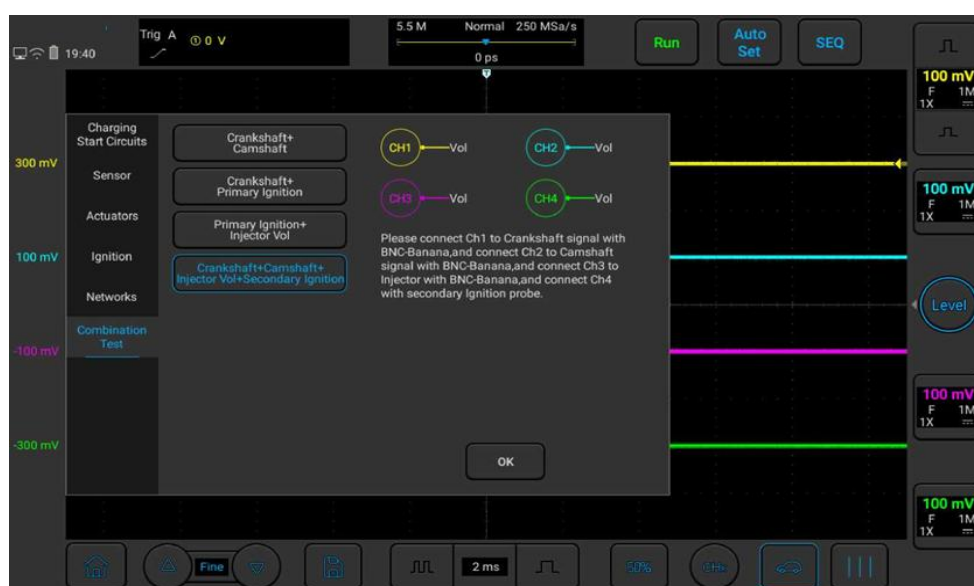 19:40
Trig A ① 0 V
5.5 M Normal 250 MSa/s
0 ps
Run
Auto
Set
SEQ
T
100 mV
F 1M
1X
300 mV
100 mV
-100 mV
-300 mV
Charging
Start Circuits
Sensor
Actuators
Ignition
Networks
Combination
Test
Crankshaft+
Camshaft
Crankshaft+
Primary Ignition
Primary Ignition+
Injector Vol
Crankshaft+Camshaft+
Injector Vol+Secondary Ignition
CH1 Vol
CH2 Vol
CH3 Vol
CH4 Vol
Please connect Ch1 to Crankshaft signal with
BNC-Banana,and connect Ch2 to Camshaft
signal with BNC-Banana,and connect Ch3 to
Injector with BNC-Banana,and connect Ch4
with secondary Ignition probe.
OK
100 mV
F 1M
1X
Level
100 mV
F 1M
1X
100 mV
F 1M
1X
Fine
2 ms
50%